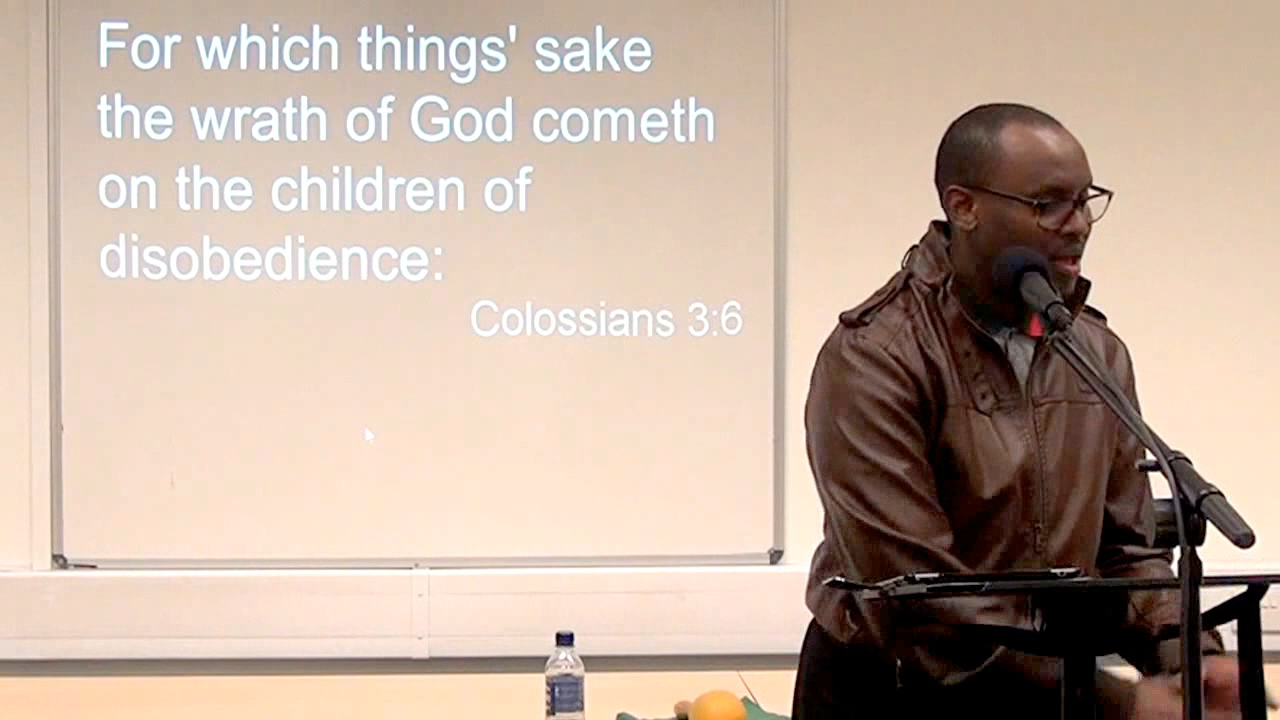 For which things' sake
the wrath of God cometh
on the children of
disobedience:
Colossians 3:6